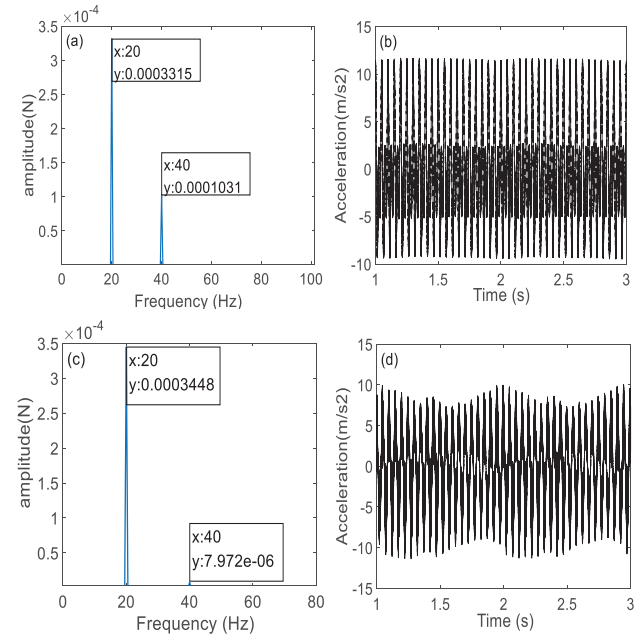 ×10⁻⁴
3.5
3
2.5
2
1.5
1
0.5
(a)
x:20
y:0.0003315
x:40
y:0.0001031
0 20 40 60 80 100
amplitude(N)
Frequency (Hz)
15
10
5
0
-5
-10
(b)
1 1.5 2 2.5 3
Acceleration(m/s2)
Time (s)
×10⁻⁴
3.5
3
2.5
2
1.5
1
0.5
(c)
x:20
y:0.0003448
x:40
y:7.972e-06
0 20 40 60 80
amplitude(N)
Frequency (Hz)
15
10
5
0
-5
-10
-15
(d)
1 1.5 2 2.5 3
Acceleration(m/s2)
Time (s)